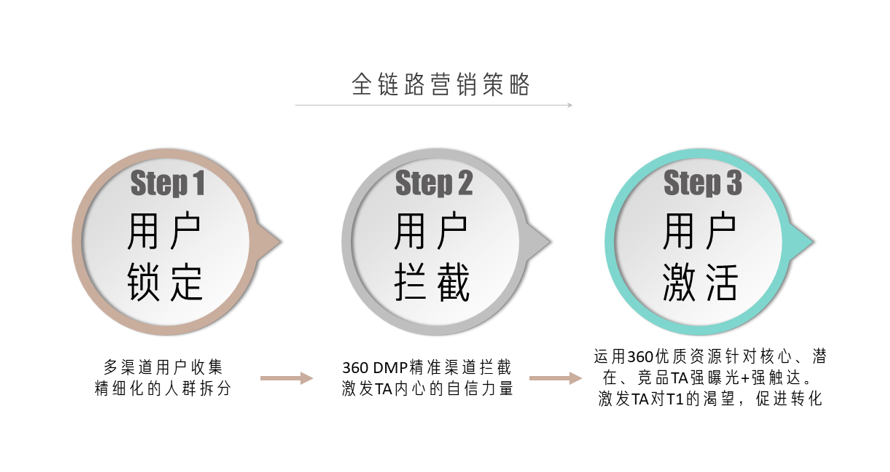 全链路营销策略
Step 1
用户
锁定
多渠道用户收集
精细化的人群拆分
Step 2
用户
拦截
360 DMP精准渠道拦截
激发TA内心的自信力量
Step 3
用户
激活
运用360优质资源针对核心、潜
在、竞品TA强曝光+强触达。
激发TA对T1的渴望，促进转化